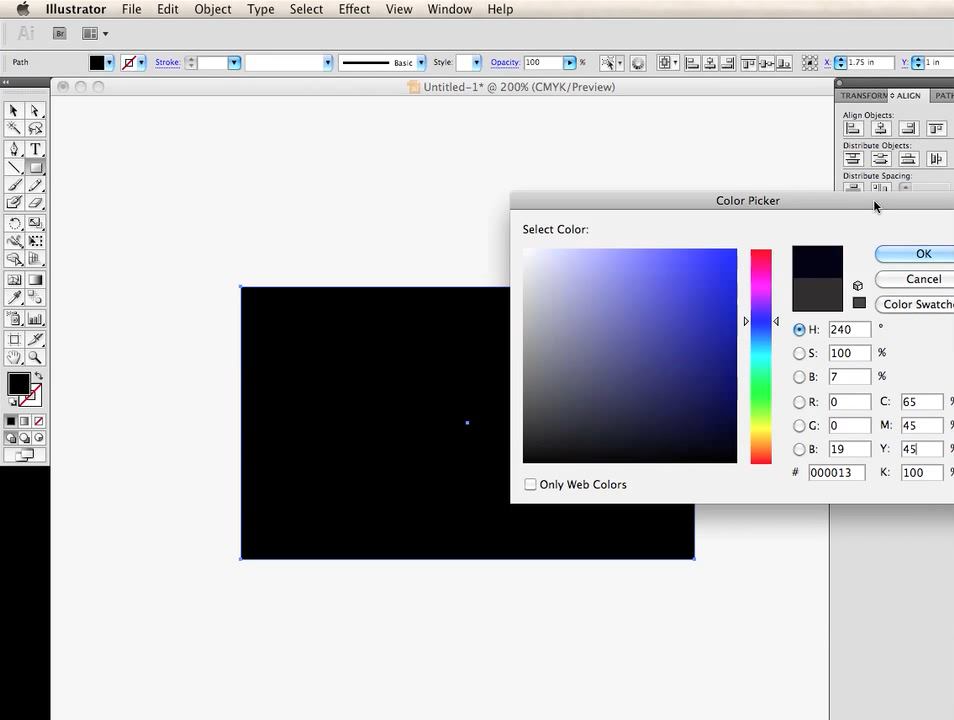 Illustrator File Edit Object Type Select Effect View Window Help
Ai Br
Path Stroke: Basic Style: Opacity: 100 % X: 1.75 in Y: 1 in
Untitled-1* @ 200% (CMYK/Preview)
TRANSFORM ALIGN PATH
Align Objects:
Distribute Objects:
Distribute Spacing:
T
Color Picker
Select Color:
OK
Cancel
Color Swatche
H: 240 °
S: 100 %
B: 7 %
R: 0 C: 65 %
G: 0 M: 45 %
B: 19 Y: 45 %
# 000013 K: 100 %
Only Web Colors